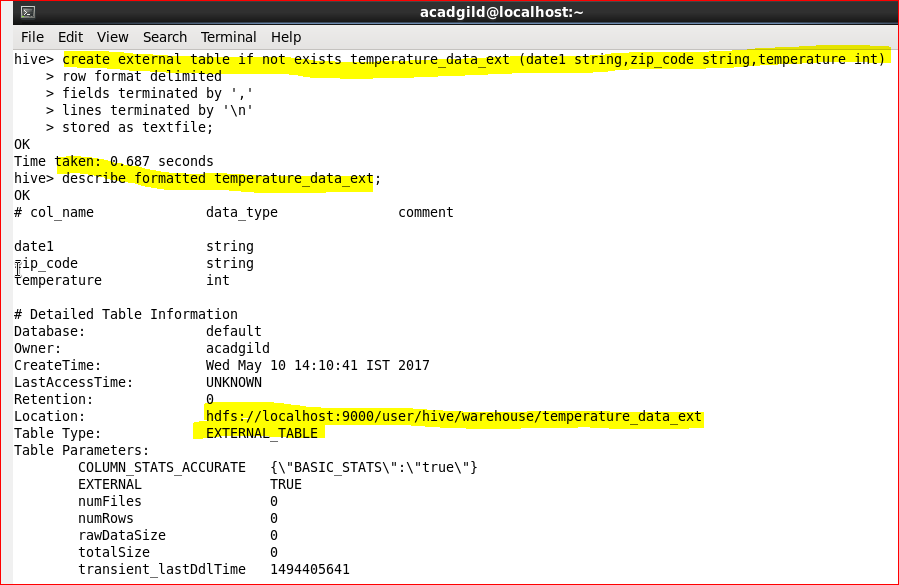 acadgild@localhost:~
File Edit View Search Terminal Help
hive> create external table if not exists temperature_data_ext (date1 string,zip_code string,temperature int)
    > row format delimited
    > fields terminated by ','
    > lines terminated by '\n'
    > stored as textfile;
OK
Time taken: 0.687 seconds
hive> describe formatted temperature_data_ext;
OK
# col_name              data_type               comment
date1                   string
zip_code                string
temperature             int
# Detailed Table Information
Database:               default
Owner:                  acadgild
CreateTime:             Wed May 10 14:10:41 IST 2017
LastAccessTime:         UNKNOWN
Retention:              0
Location:               hdfs://localhost:9000/user/hive/warehouse/temperature_data_ext
Table Type:             EXTERNAL_TABLE
Table Parameters:
        COLUMN_STATS_ACCURATE   {\"BASIC_STATS\":\"true\"}
        EXTERNAL                TRUE
        numFiles                0
        numRows                 0
        rawDataSize             0
        totalSize               0
        transient_lastDdlTime   1494405641